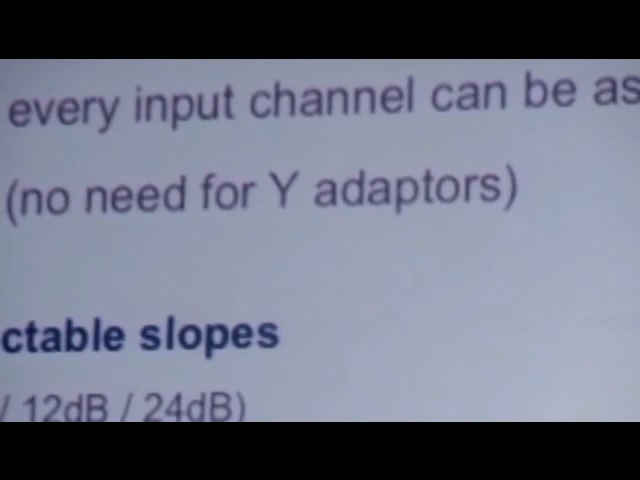 every input channel can be as
(no need for Y adaptors)
ctable slopes
/ 12dB / 24dB)